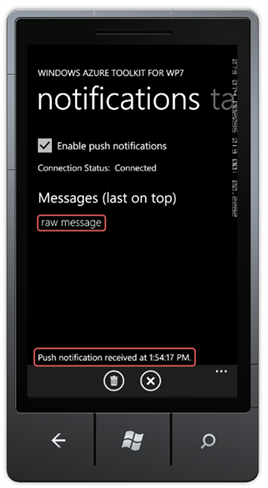 WINDOWS AZURE TOOLKIT FOR WP7
notifications ta
Enable push notifications
Connection Status: Connected
Messages (last on top)
raw message
Push notification received at 1:54:17 PM.